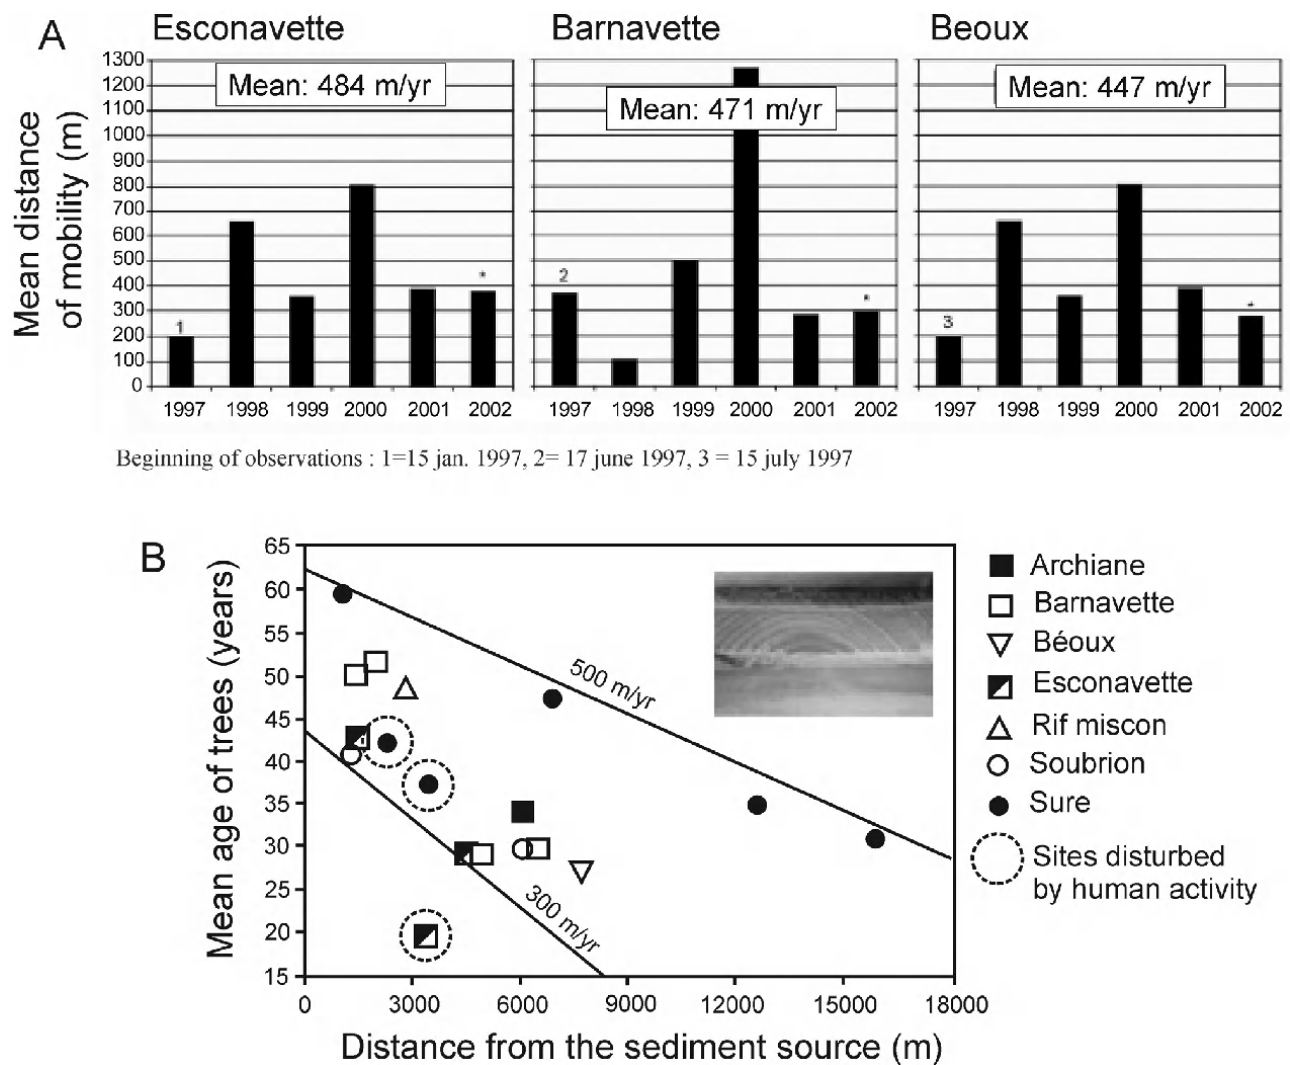 A
Esconavette
Barnavette
Beoux
Mean distance
of mobility (m)
1300
1200
1100
1000
900
800
700
600
500
400
300
200
100
0
Mean: 484 m/yr
1
*
1997 1998 1999 2000 2001 2002
Mean: 471 m/yr
2
*
1997 1998 1999 2000 2001 2002
Mean: 447 m/yr
3
*
1997 1998 1999 2000 2001 2002
Beginning of observations : 1=15 jan. 1997, 2= 17 june 1997, 3 = 15 july 1997
B
Mean age of trees (years)
65
60
55
50
45
40
35
30
25
20
15
500 m/yr
300 m/yr
0 3000 6000 9000 12000 15000 18000
Distance from the sediment source (m)
Archiane
Barnavette
Béoux
Esconavette
Rif miscon
Soubrion
Sure
Sites disturbed
by human activity